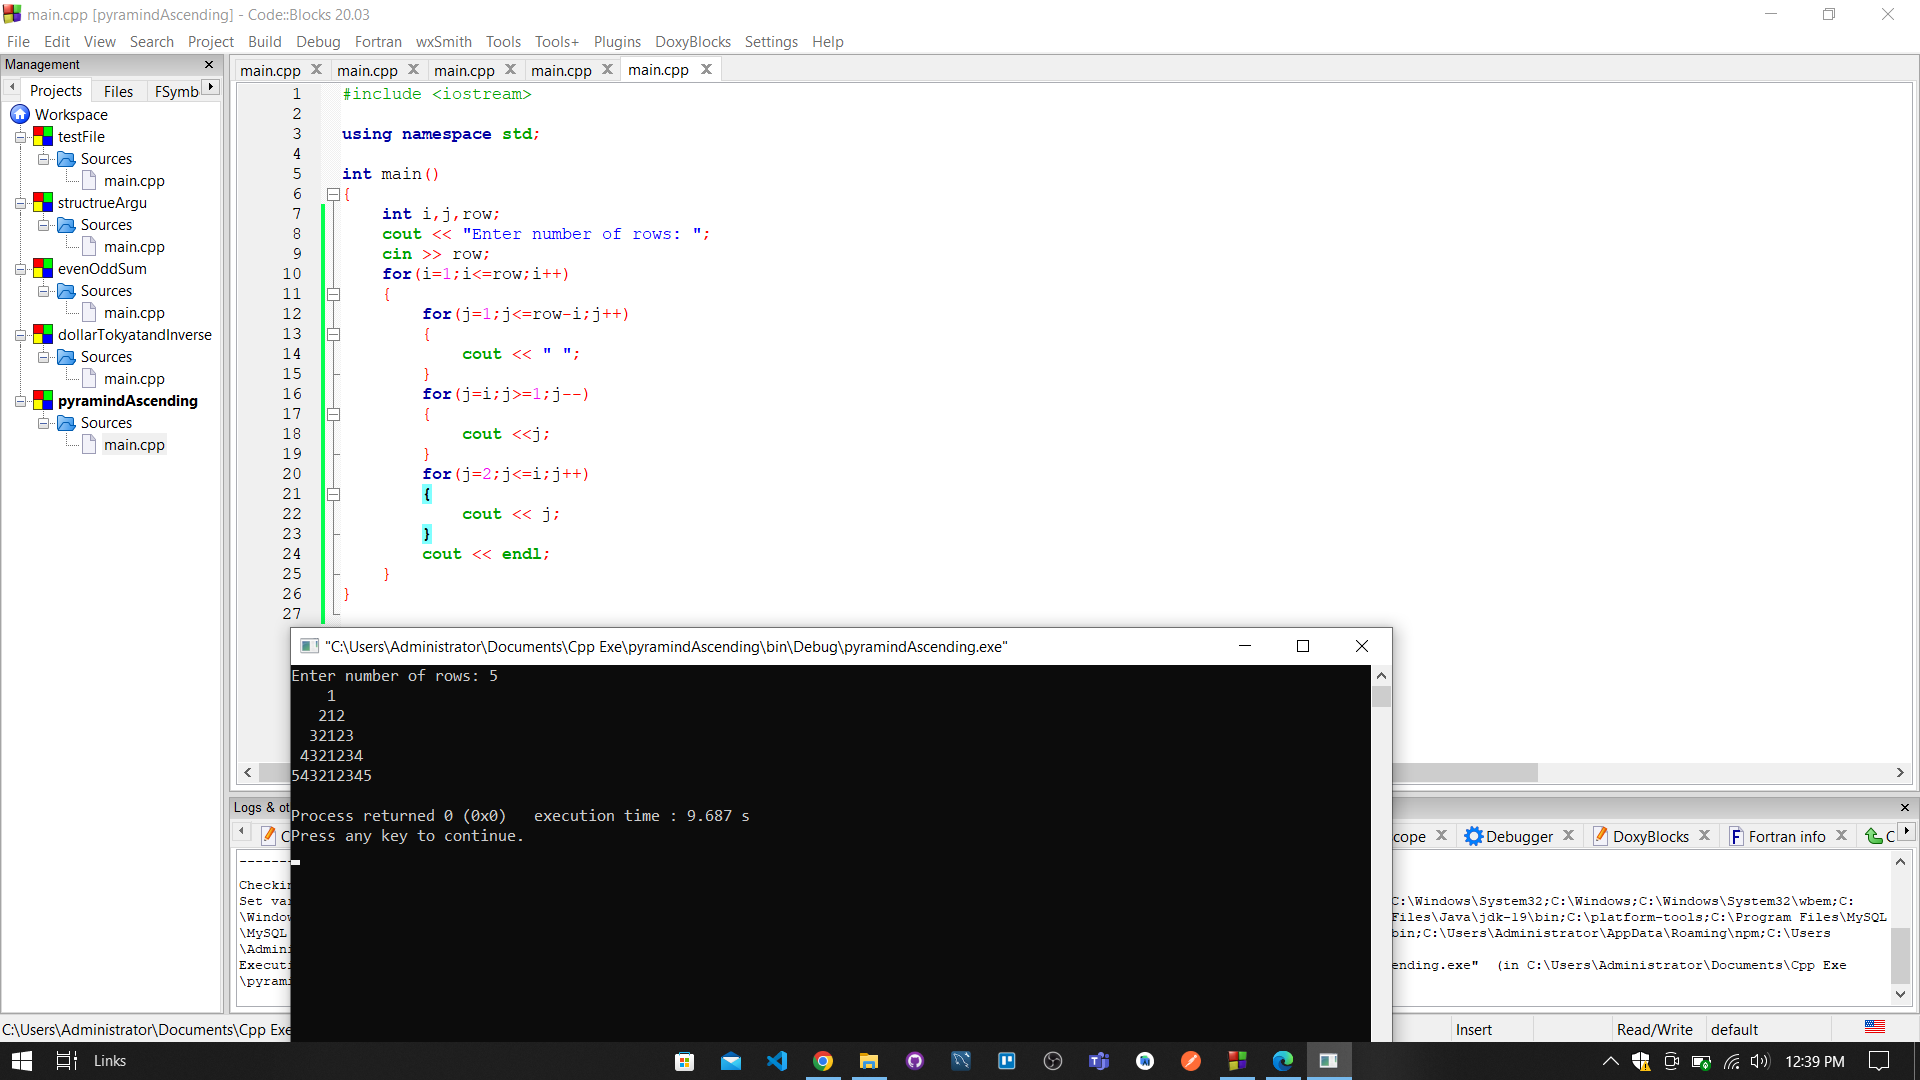 main.cpp [pyramindAscending] - Code::Blocks 20.03
File Edit View Search Project Build Debug Fortran wxSmith Tools Tools+ Plugins DoxyBlocks Settings Help
Management
Projects Files FSymb
Workspace
testFile
Sources
main.cpp
structrueArgu
Sources
main.cpp
evenOddSum
Sources
main.cpp
dollarTokyatandInverse
Sources
main.cpp
pyramindAscending
Sources
main.cpp
main.cpp main.cpp main.cpp main.cpp main.cpp
1 #include <iostream>
2
3 using namespace std;
4
5 int main()
6 {
7 int i,j,row;
8 cout << "Enter number of rows: ";
9 cin >> row;
10 for(i=1;i<=row;i++)
11 {
12 for(j=1;j<=row-i;j++)
13 {
14 cout << " ";
15 }
16 for(j=i;j>=1;j--)
17 {
18 cout <<j;
19 }
20 for(j=2;j<=i;j++)
21 {
22 cout << j;
23 }
24 cout << endl;
25 }
26 }
27
"C:\Users\Administrator\Documents\Cpp Exe\pyramindAscending\bin\Debug\pyramindAscending.exe"
Enter number of rows: 5
1
212
32123
4321234
543212345
Process returned 0 (0x0) execution time : 9.687 s
Press any key to continue.
Logs & ot
C cope Debugger DoxyBlocks Fortran info C
--------
Checkin
Set var C:\Windows\System32;C:\Windows;C:\Windows\System32\wbem;C:
\Window Files\Java\jdk-19\bin;C:\platform-tools;C:\Program Files\MySQL
\MySQL bin;C:\Users\Administrator\AppData\Roaming\npm;C:\Users
\Admini
Executi ending.exe" (in C:\Users\Administrator\Documents\Cpp Exe
\pyrami
C:\Users\Administrator\Documents\Cpp Exe Insert Read/Write default
Links 12:39 PM